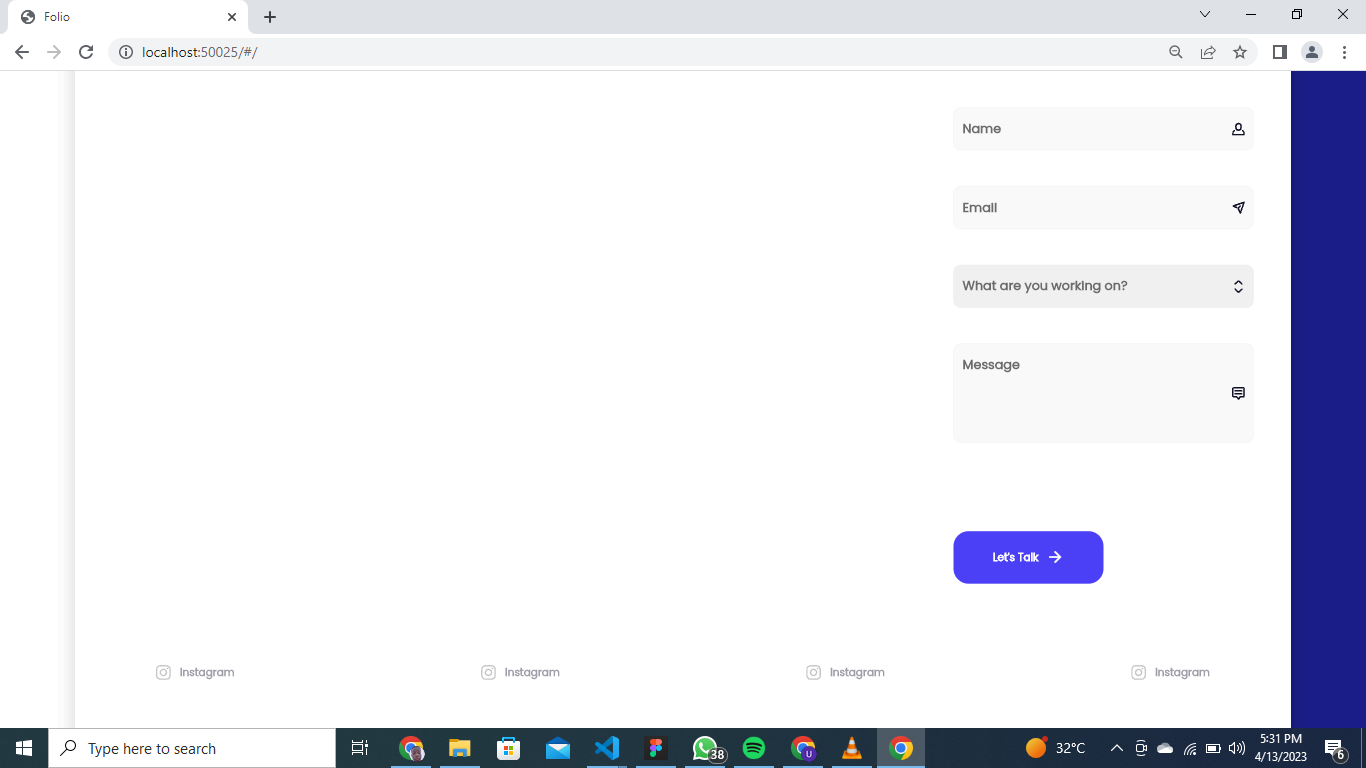 Folio
localhost:50025/#/
Name
Email
What are you working on?
Message
Let's Talk
Instagram
Instagram
Instagram
Instagram
Type here to search
38
U
32°C
5:31 PM
4/13/2023
6